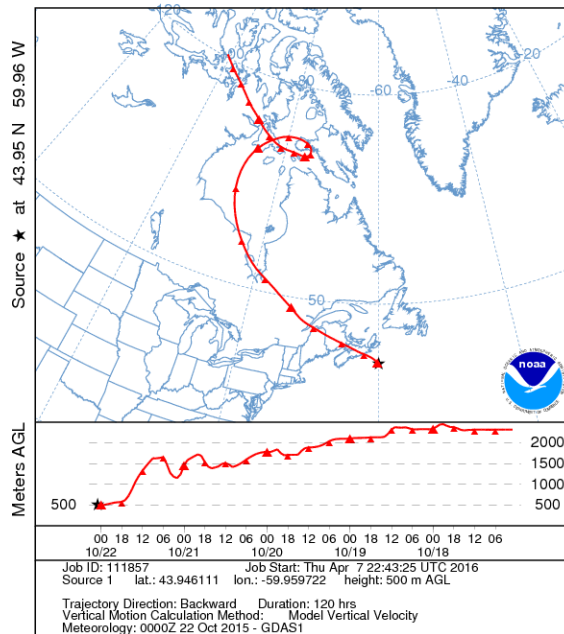 -120
00
-80
-60
-40
-20
50
Source ★ at 43.95 N 59.96 W
noaa
Meters AGL
500
2000
1500
1000
500
00 18 12 06 00 18 12 06 00 18 12 06 00 18 12 06 00 18 12 06
10/22 10/21 10/20 10/19 10/18
Job ID: 111857 Job Start: Thu Apr 7 22:43:25 UTC 2016
Source 1 lat.: 43.946111 lon.: -59.959722 height: 500 m AGL
Trajectory Direction: Backward Duration: 120 hrs
Vertical Motion Calculation Method: Model Vertical Velocity
Meteorology: 0000Z 22 Oct 2015 - GDAS1